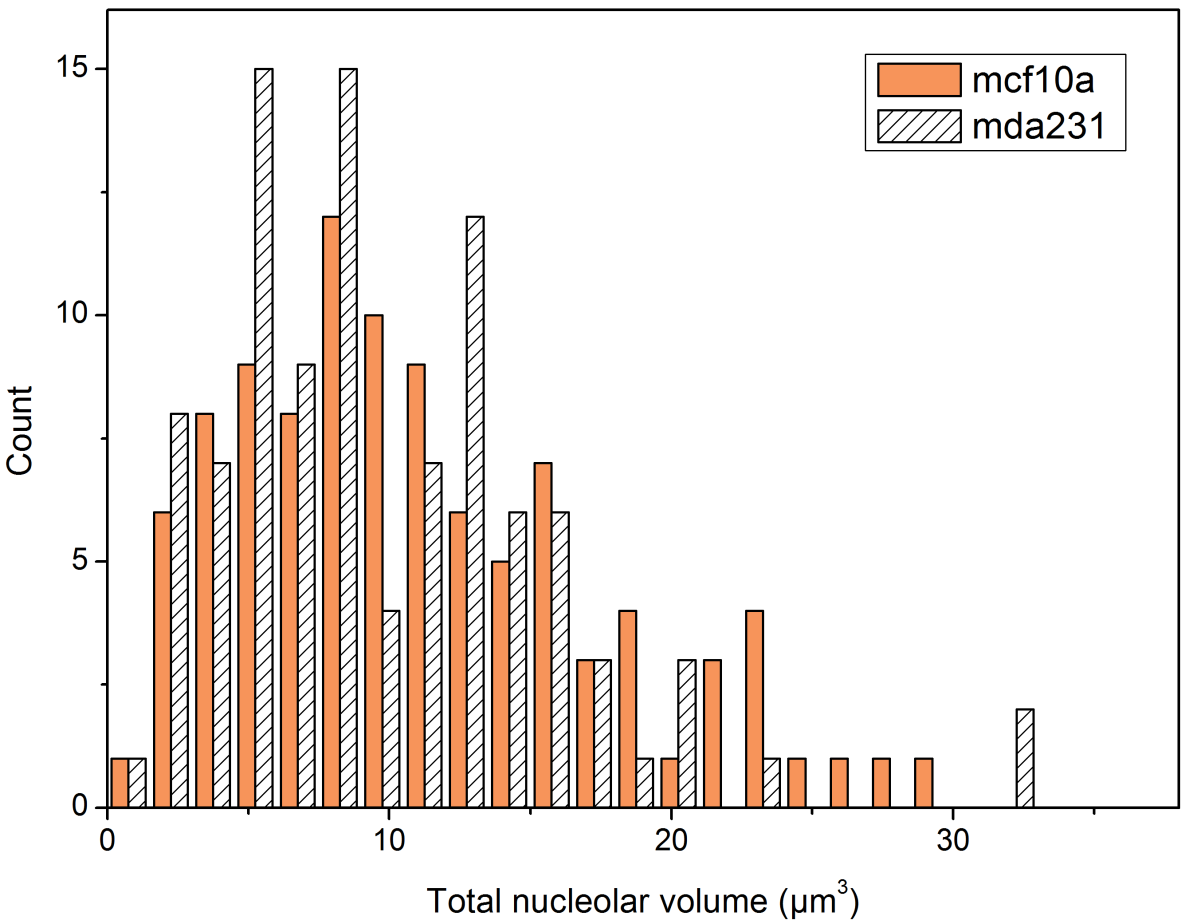 15
10
5
0
Count
mcf10a
mda231
0 10 20 30
Total nucleolar volume (µm³)